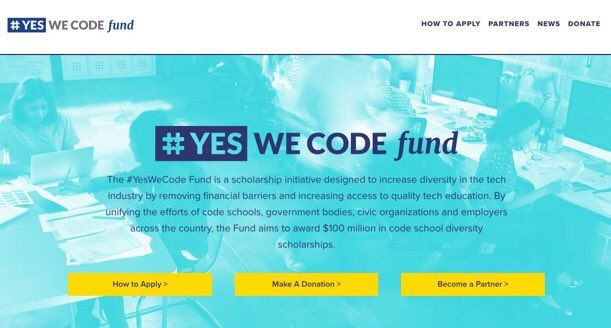 #YES WE CODE fund
HOW TO APPLY PARTNERS NEWS DONATE
#YES WE CODE fund
The #YesWeCode Fund is a scholarship initiative designed to increase diversity in the tech
industry by removing financial barriers and increasing access to quality tech education. By
unifying the efforts of code schools, government bodies, civic organizations and employers
across the country, the Fund aims to award $100 million in code school diversity
scholarships.
How to Apply >
Make A Donation >
Become a Partner >